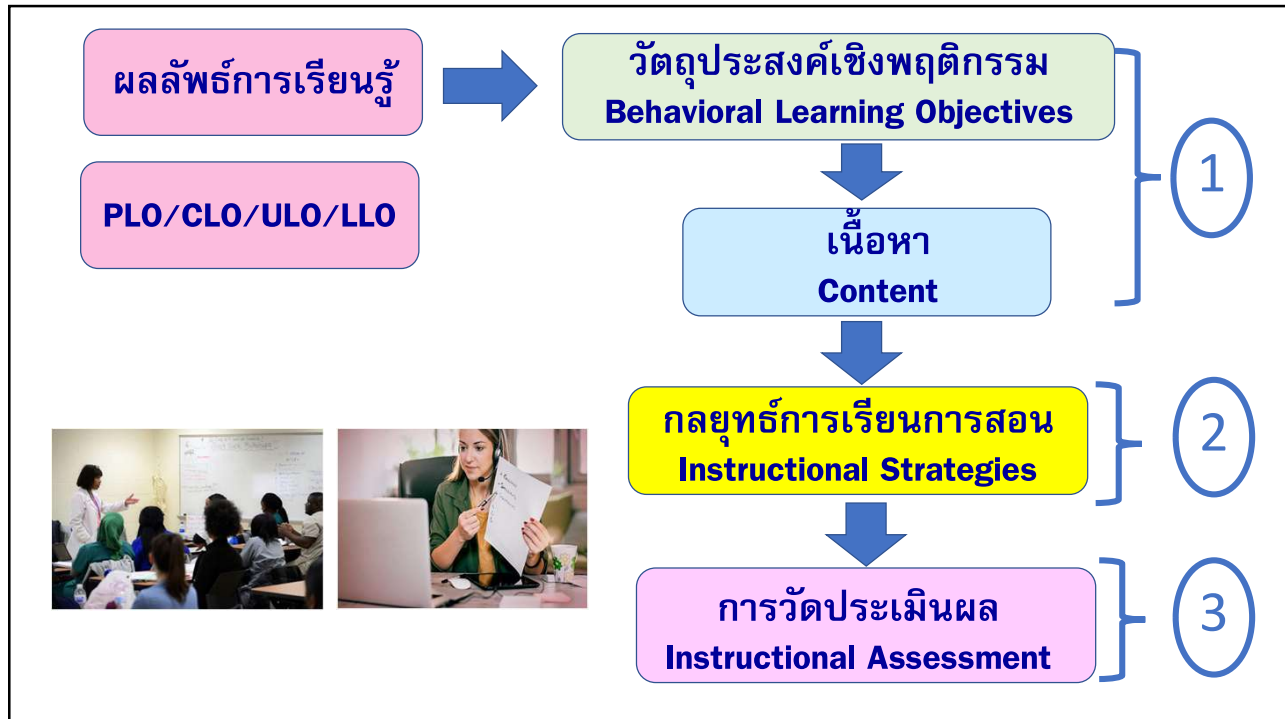 ผลลัพธ์การเรียนรู้
PLO/CLO/ULO/LLO
วัตถุประสงค์เชิงพฤติกรรม
Behavioral Learning Objectives
เนื้อหา
Content
1
กลยุทธ์การเรียนการสอน
Instructional Strategies
2
การวัดประเมินผล
Instructional Assessment
3